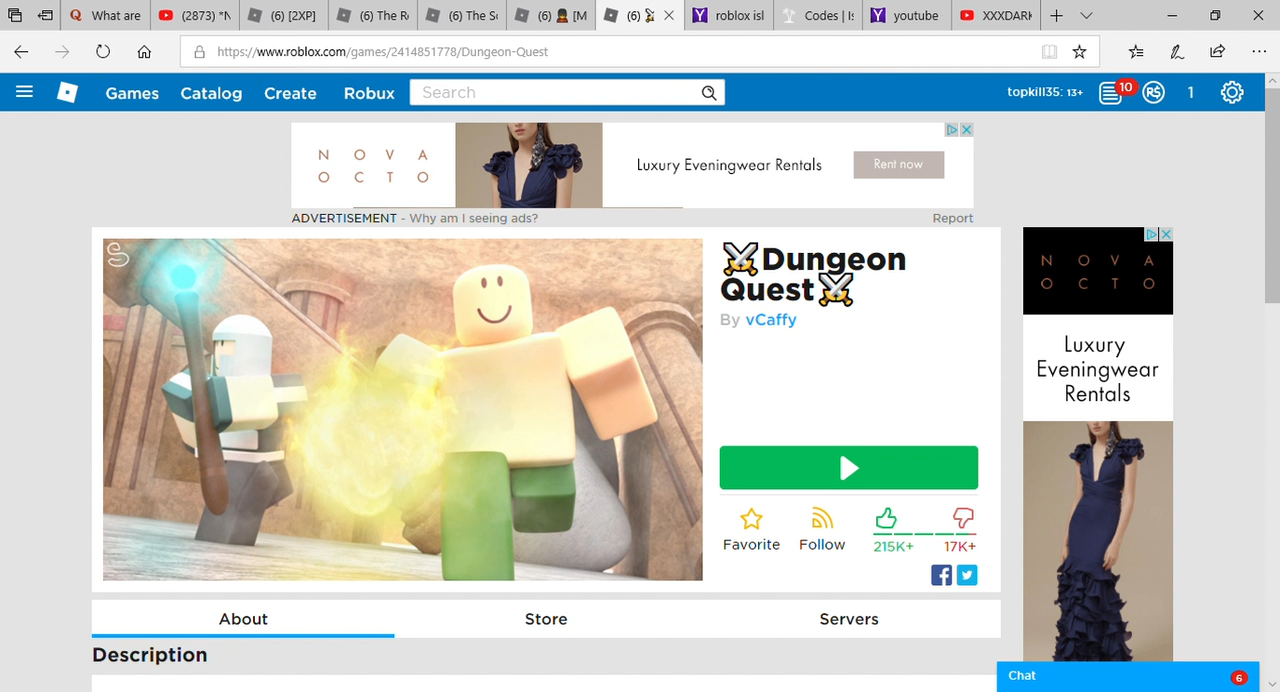 What are
(2873) *N
(6) [2XP]
(6) The R
(6) The S
(6) [M
(6)
roblox isl
Codes | I
youtube
XXXDARK
https://www.roblox.com/games/2414851778/Dungeon-Quest
Games Catalog Create Robux Search topkill35: 13+ 10 R$ 1
N O V A
O C T O
Luxury Eveningwear Rentals
Rent now
ADVERTISEMENT - Why am I seeing ads?
Report
⚔Dungeon
Quest⚔
By vCaffy
Favorite Follow 215K+ 17K+
N O V A
O C T O
Luxury
Eveningwear
Rentals
About Store Servers
Description
Chat 6